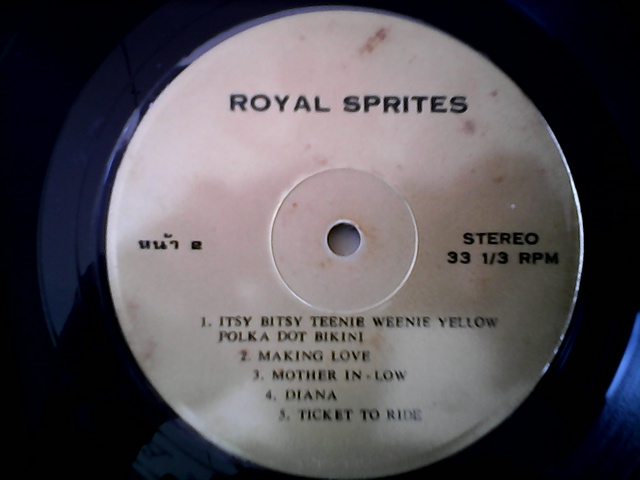 ROYAL SPRITES
หน้า ๒
STEREO
33 1/3 RPM
1. ITSY BITSY TEENIE WEENIE YELLOW
POLKA DOT BIKINI
2. MAKING LOVE
3. MOTHER IN - LOW
4. DIANA
5. TICKET TO RIDE